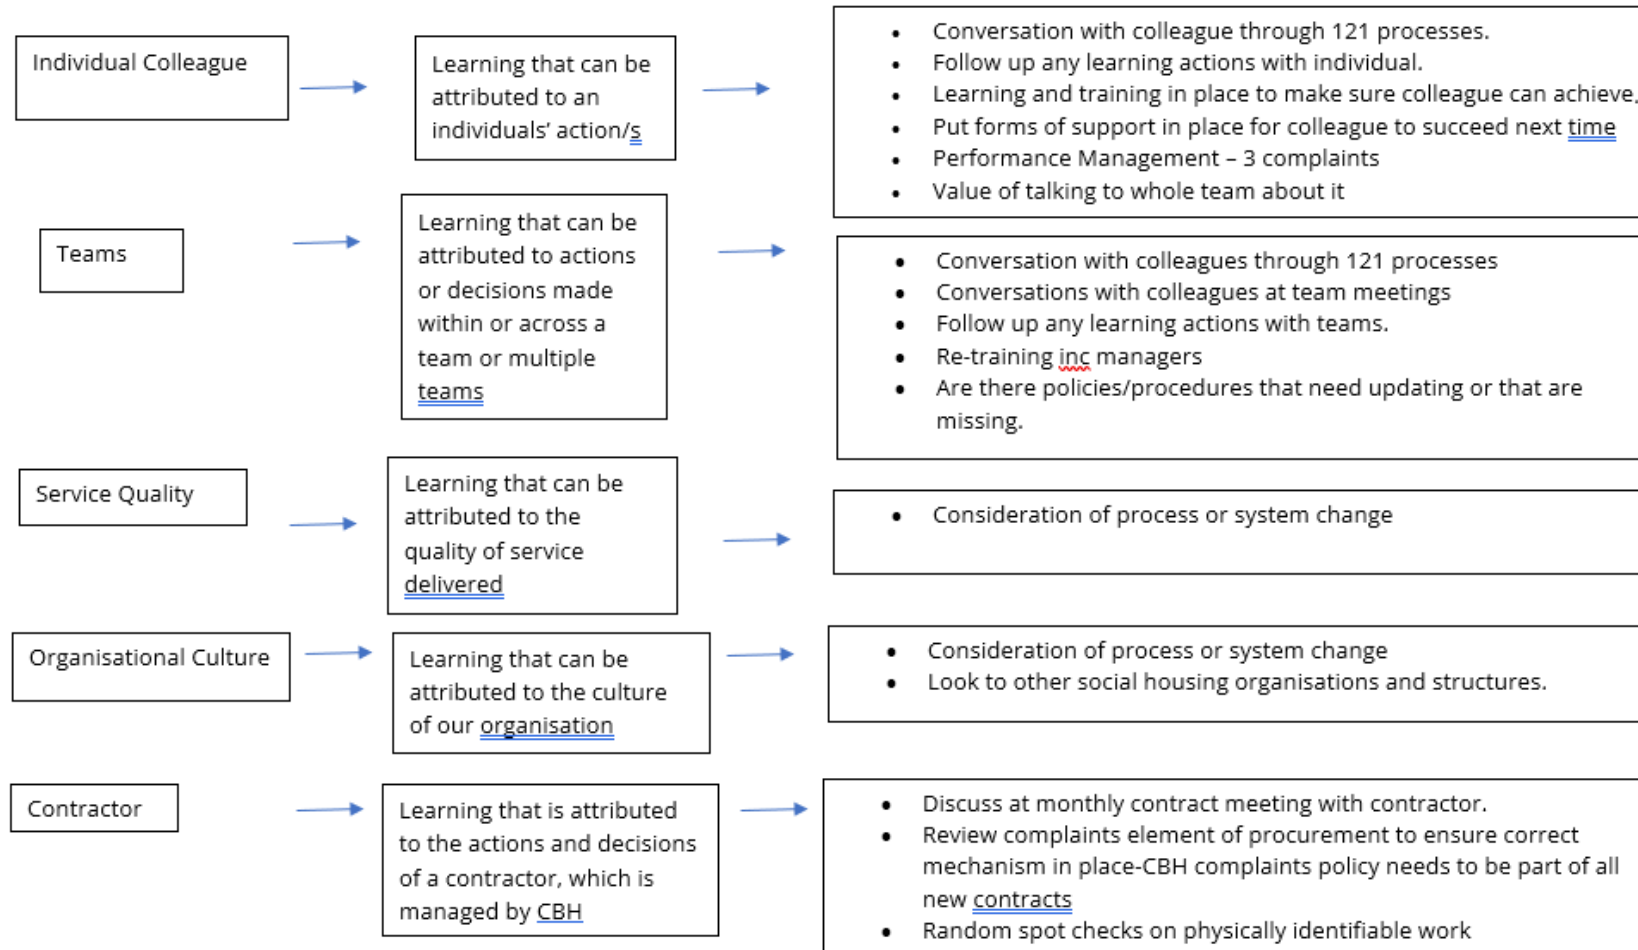 Individual Colleague
Learning that can be
attributed to an
individuals’ action/s
• Conversation with colleague through 121 processes.
• Follow up any learning actions with individual.
• Learning and training in place to make sure colleague can achieve.
• Put forms of support in place for colleague to succeed next time
• Performance Management – 3 complaints
• Value of talking to whole team about it
Teams
Learning that can be
attributed to actions
or decisions made
within or across a
team or multiple
teams
• Conversation with colleagues through 121 processes
• Conversations with colleagues at team meetings
• Follow up any learning actions with teams.
• Re-training inc managers
• Are there policies/procedures that need updating or that are
missing.
Service Quality
Learning that can be
attributed to the
quality of service
delivered
• Consideration of process or system change
Organisational Culture
Learning that can be
attributed to the culture
of our organisation
• Consideration of process or system change
• Look to other social housing organisations and structures.
Contractor
Learning that is attributed
to the actions and decisions
of a contractor, which is
managed by CBH
• Discuss at monthly contract meeting with contractor.
• Review complaints element of procurement to ensure correct
mechanism in place-CBH complaints policy needs to be part of all
new contracts
• Random spot checks on physically identifiable work